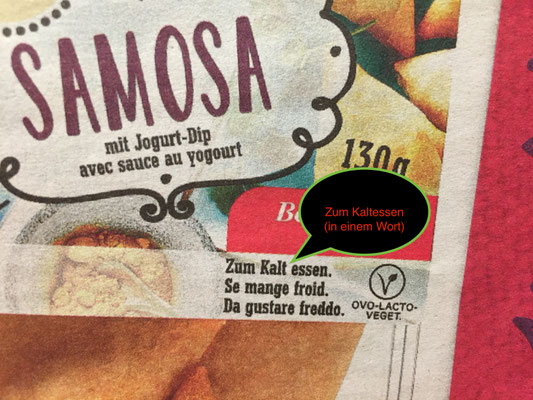 SAMOSA
mit Jogurt-Dip
avec sauce au yogourt
130g
Zum Kaltessen
(in einem Wort)
Zum Kalt essen.
Se mange froid.
Da gustare freddo.
OVO-LACTO-
VEGET.